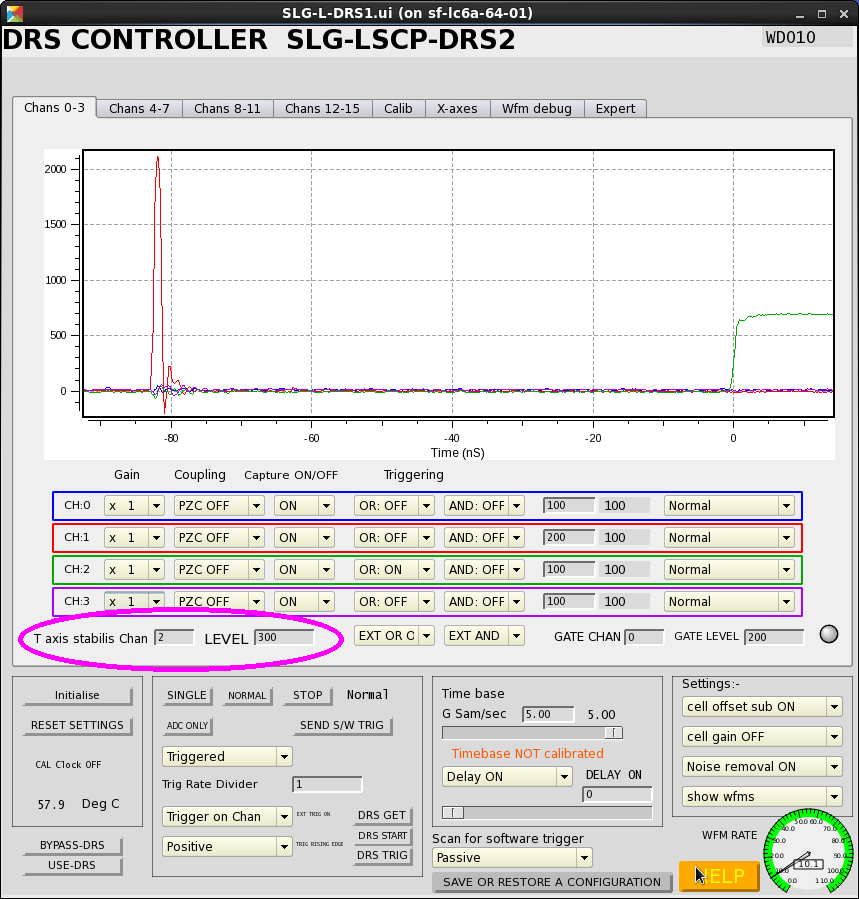 SLG-L-DRS1.ui (on sf-lc6a-64-01)
DRS CONTROLLER SLG-LSCP-DRS2 WD010
Chans 0-3 Chans 4-7 Chans 8-11 Chans 12-15 Calib X-axes Wfm debug Expert
2000
1500
1000
500
0
-80 -60 -40 -20 0
Time (nS)
Gain Coupling Capture ON/OFF Triggering
CH:0 x 1 PZC OFF ON OR: OFF AND: OFF 100 100 Normal
CH:1 x 1 PZC OFF ON OR: OFF AND: OFF 200 100 Normal
CH:2 x 1 PZC OFF ON OR: ON AND: OFF 100 100 Normal
CH:3 x 1 PZC OFF ON OR: OFF AND: OFF 100 100 Normal
T axis stabilis Chan 2 LEVEL 300 EXT OR O EXT AND GATE CHAN 0 GATE LEVEL 200
Initialise
RESET SETTINGS
CAL Clock OFF
57.9 Deg C
BYPASS-DRS
USE-DRS
SINGLE NORMAL STOP Normal
ADC ONLY SEND S/W TRIG
Triggered
Trig Rate Divider 1
Trigger on Chan EXT TRIG ON DRS GET
DRS START
Positive TRIG RISING EDGE DRS TRIG
Time base
G Sam/sec 5.00 5.00
Timebase NOT calibrated
Delay ON DELAY ON
0
Scan for software trigger
Passive
SAVE OR RESTORE A CONFIGURATION
Settings:-
cell offset sub ON
cell gain OFF
Noise removal ON
show wfms
WFM RATE
50.0 60.0
40.0 70.0
30.0 80.0
20.0 90.0
10.0 10.1 100.0
0.0 110.0
HELP